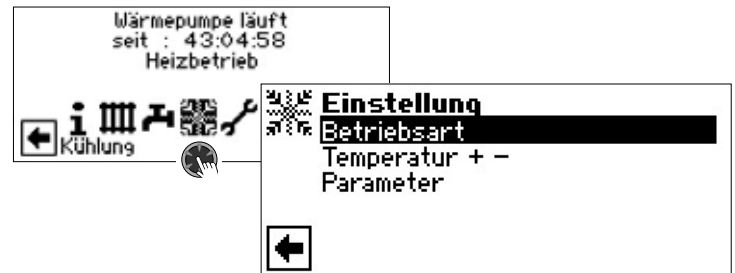 Wärmepumpe läuft
seit : 43:04:58
Heizbetrieb
Kühlung
Einstellung
Betriebsart
Temperatur + −
Parameter